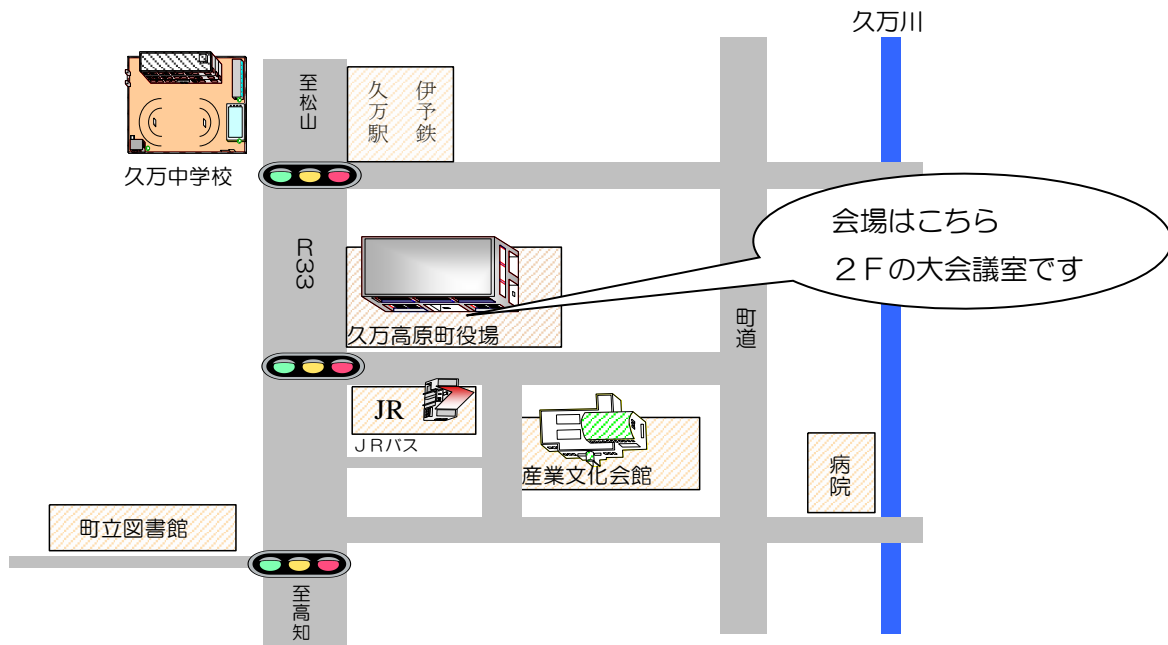 久万川
至松山
伊予鉄
久万駅
久万中学校
会場はこちら
２Ｆの大会議室です
Ｒ33
久万高原町役場
町道
JR
ＪＲバス
産業文化会館
病院
町立図書館
至高知